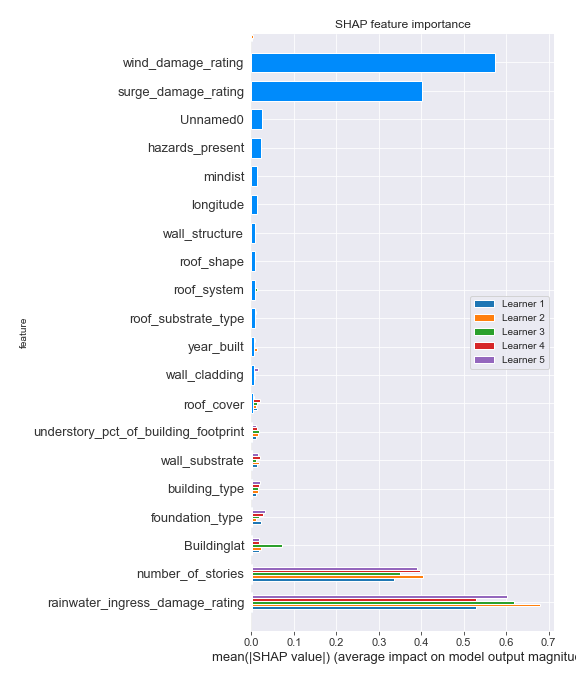 SHAP feature importance
wind_damage_rating
surge_damage_rating
Unnamed0
hazards_present
mindist
longitude
wall_structure
roof_shape
roof_system
roof_substrate_type
year_built
wall_cladding
roof_cover
understory_pct_of_building_footprint
wall_substrate
building_type
foundation_type
Buildinglat
number_of_stories
rainwater_ingress_damage_rating
feature
Learner 1
Learner 2
Learner 3
Learner 4
Learner 5
0.0 0.1 0.2 0.3 0.4 0.5 0.6 0.7
mean(|SHAP value|) (average impact on model output magnitud